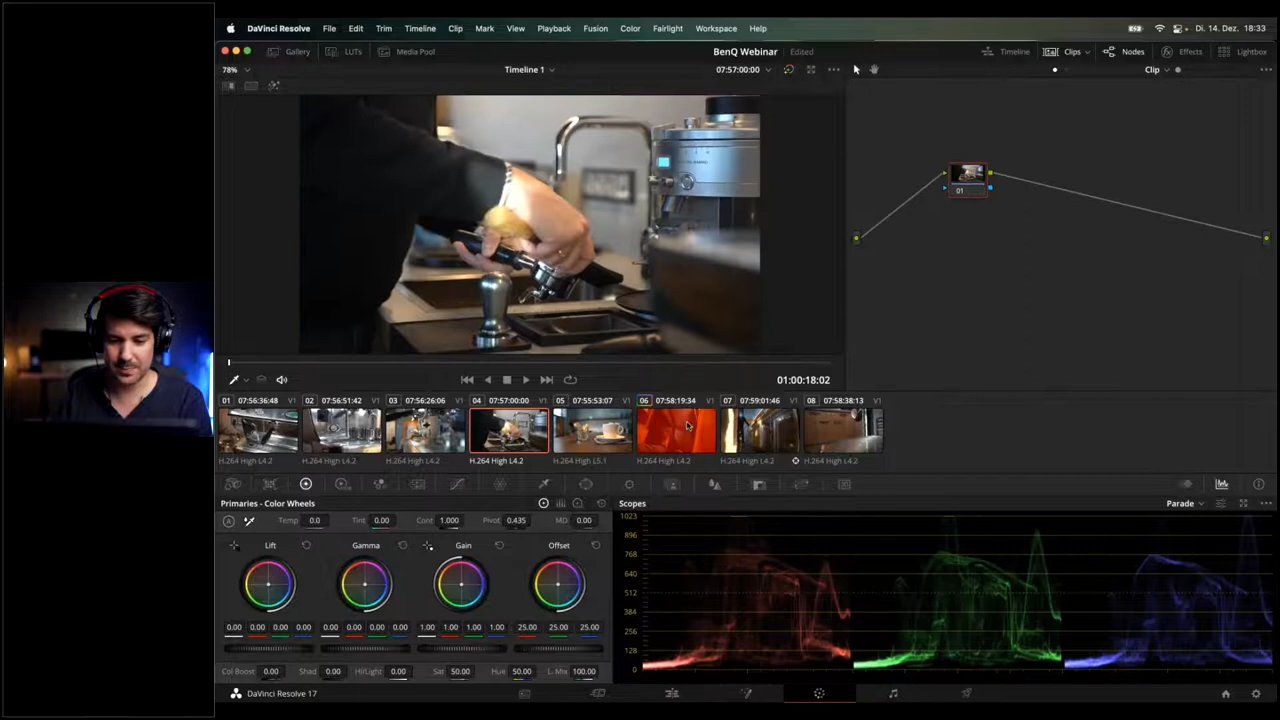 DaVinci Resolve File Edit Trim Timeline Clip Mark View Playback Fusion Color Fairlight Workspace Help Di. 14. Dez. 18:33
Gallery LUTs Media Pool BenQ Webinar Edited Timeline Clips Nodes Effects Lightbox
78% Timeline 1 07:57:00:00 Clip
01
01:00:18:02
01 07:56:36:48 V1 02 07:56:51:42 V1 03 07:56:26:06 V1 04 07:57:00:00 V1 05 07:55:53:07 V1 06 07:58:19:34 V1 07 07:59:01:46 V1 08 07:58:38:13 V1
H.264 High L4.2 H.264 High L4.2 H.264 High L4.2 H.264 High L4.2 H.264 High L5.1 H.264 High L4.2 H.264 High L4.2 H.264 High L4.2
Primaries - Color Wheels Scopes Parade
Temp 0.0 Tint 0.00 Cont 1.000 Pivot 0.435 MD 0.00
Lift Gamma Gain Offset
0.00 0.00 0.00 0.00 0.00 0.00 0.00 0.00 1.00 1.00 1.00 1.00 25.00 25.00 25.00
Col Boost 0.00 Shad 0.00 Hi/Light 0.00 Sat 50.00 Hue 50.00 L. Mix 100.00
1023
896
768
640
512
384
256
128
0
DaVinci Resolve 17